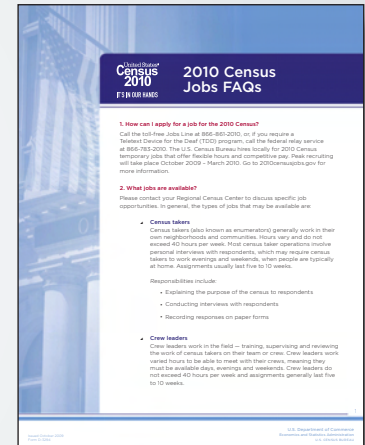 United States®
Census
2010
IT'S IN OUR HANDS
2010 Census
Jobs FAQs
1. How can I apply for a job for the 2010 Census?
Call the toll-free Jobs Line at 866-861-2010, or, if you require a
Teletext Device for the Deaf (TDD) program, call the federal relay service
at 866-783-2010. The U.S. Census Bureau hires locally for 2010 Census
temporary jobs that offer flexible hours and competitive pay. Peak recruiting
will take place October 2009 – March 2010. Go to 2010censusjobs.gov for
more information.
2. What jobs are available?
Please contact your Regional Census Center to discuss specific job
opportunities. In general, the types of jobs that may be available are:
Census takers
Census takers (also known as enumerators) generally work in their
own neighborhoods and communities. Hours vary and do not
exceed 40 hours per week. Most census taker operations involve
personal interviews with respondents, which may require census
takers to work evenings and weekends, when people are typically
at home. Assignments usually last five to 10 weeks.
Responsibilities include:
• Explaining the purpose of the census to respondents
• Conducting interviews with respondents
• Recording responses on paper forms
Crew leaders
Crew leaders work in the field — training, supervising and reviewing
the work of census takers on their team or crew. Crew leaders work
varied hours to be able to meet with their crews, meaning they
must be available days, evenings and weekends. Crew leaders do
not exceed 40 hours per week and assignments generally last five
to 10 weeks.
1
U.S. Department of Commerce
Economics and Statistics Administration
U.S. CENSUS BUREAU